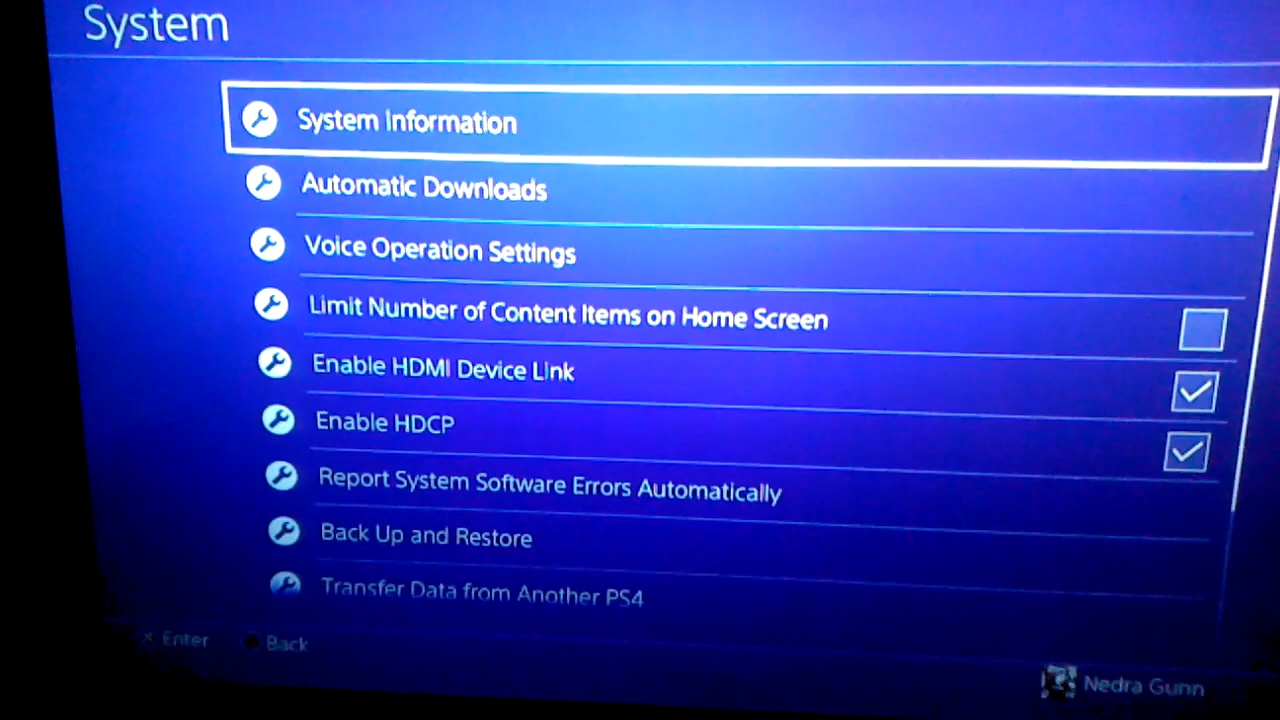 System
System Information
Automatic Downloads
Voice Operation Settings
Limit Number of Content Items on Home Screen
Enable HDMI Device Link
Enable HDCP
Report System Software Errors Automatically
Back Up and Restore
Transfer Data from Another PS4
Enter Back
Nedra Gunn